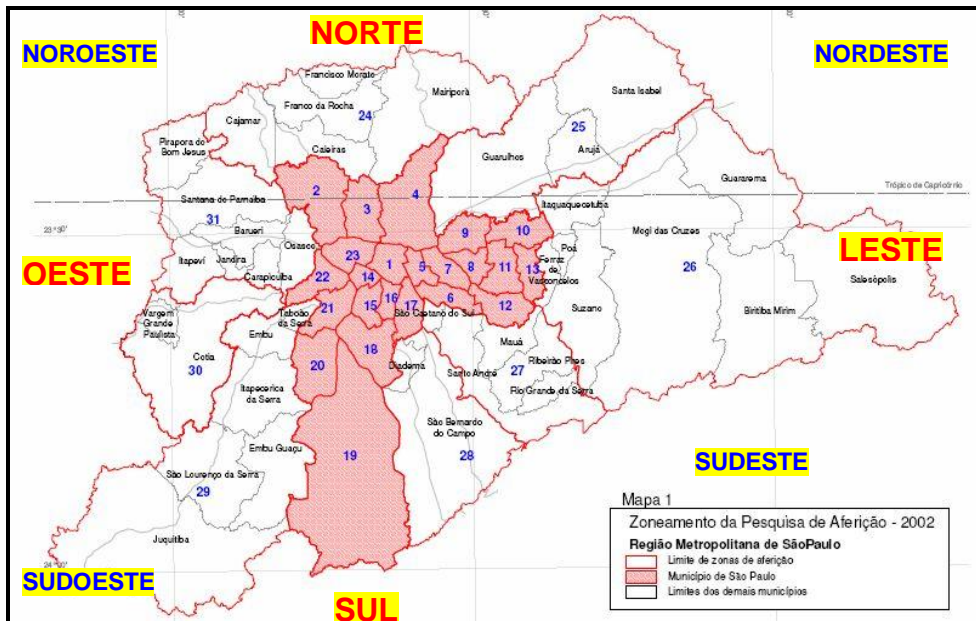 NORTE
NOROESTE
NORDESTE
Francisco Morato
Mairiporã
Santa Isabel
Franco da Rocha
24
Cajamar
25
Pirapora do
Bom Jesus
Caieiras
Guarulhos
Arujá
Guararema
2
4
3
Trópico de Capricórnio
Santana do Parnaíba
Itaquaquecetuba
31
Barueri
23°30'
9
10
Mogi das Cruzes
Osasco
Poá
LESTE
Itapeví
Jandira
23
1
5
7
8
11
13
Ferraz de
Vasconcelos
26
OESTE
Carapicuíba
22
14
Salesópolis
16
6
12
Vargem
Grande
Paulista
Taboão
da Serra
21
15
17
São Caetano do Sul
Suzano
Biritiba Mirim
Embu
Mauá
18
Cotia
30
20
Diadema
Santo André
27
Ribeirão Pires
Itapecerica
da Serra
Rio Grande da Serra
São Bernardo
do Campo
Embu Guaçu
19
28
SUDESTE
São Lourenço da Serra
29
Mapa 1
Zoneamento da Pesquisa de Aferição - 2002
Região Metropolitana de SãoPaulo
Juquitiba
Limite de zonas de aferição
Município de São Paulo
Limites dos demais municípios
SUDOESTE
SUL